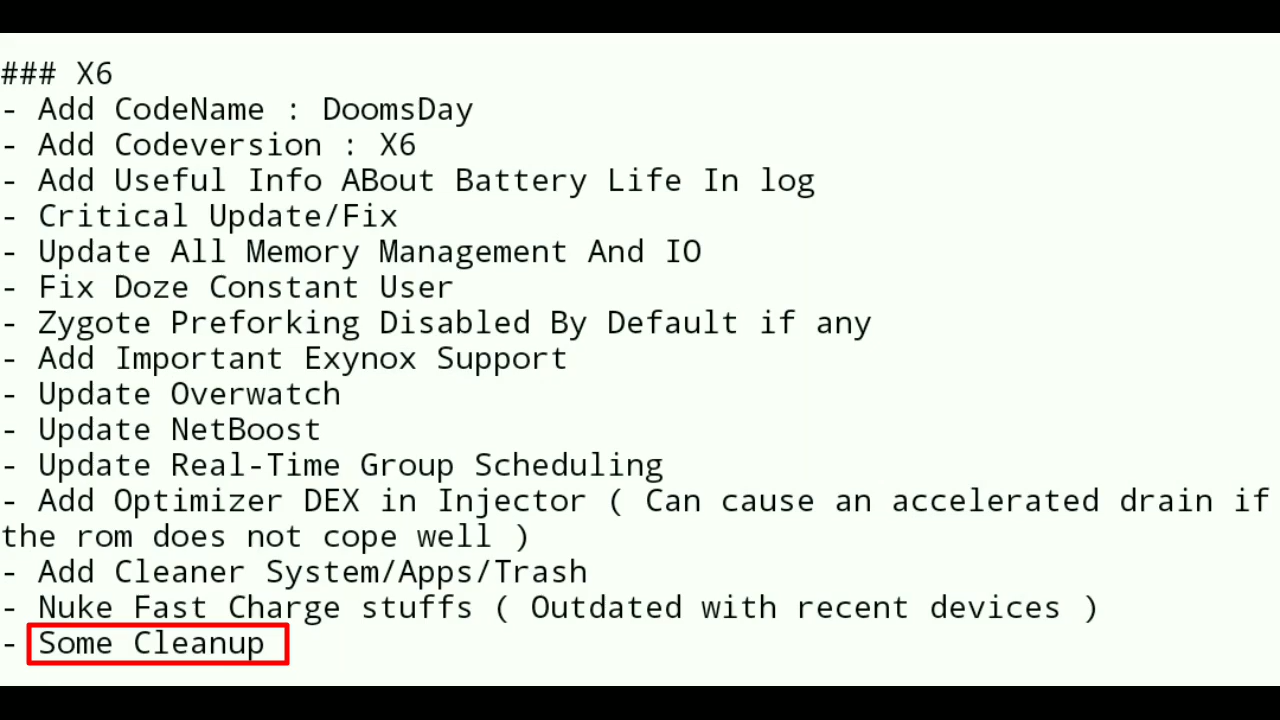 ### X6
- Add CodeName : DoomsDay
- Add Codeversion : X6
- Add Useful Info ABout Battery Life In log
- Critical Update/Fix
- Update All Memory Management And IO
- Fix Doze Constant User
- Zygote Preforking Disabled By Default if any
- Add Important Exynox Support
- Update Overwatch
- Update NetBoost
- Update Real-Time Group Scheduling
- Add Optimizer DEX in Injector ( Can cause an accelerated drain if
the rom does not cope well )
- Add Cleaner System/Apps/Trash
- Nuke Fast Charge stuffs ( Outdated with recent devices )
- Some Cleanup